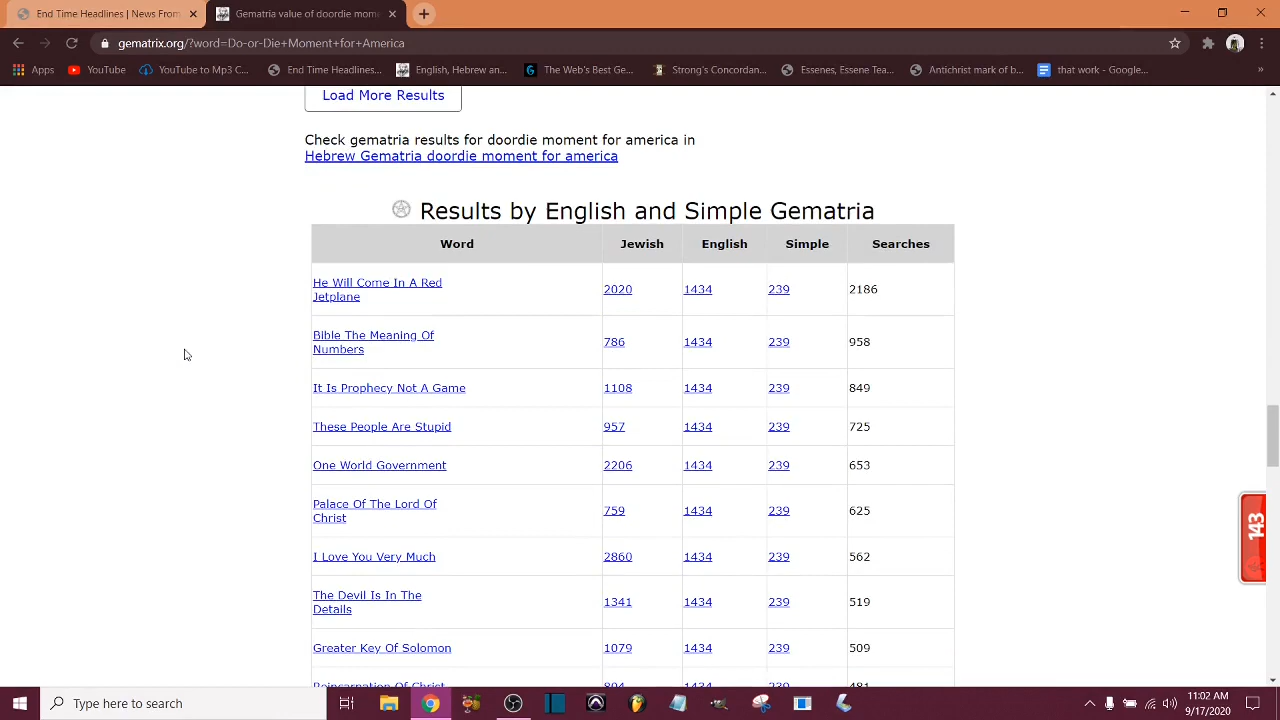 End Time Headlines | News From
Gematria value of doordie mome
gematrix.org/?word=Do-or-Die+Moment+for+America
Apps
YouTube
YouTube to Mp3 C...
End Time Headlines...
English, Hebrew an...
The Web's Best Ge...
Strong's Concordan...
Essenes, Essene Tea...
Antichrist mark of b...
that work - Google...
»
Load More Results
Check gematria results for doordie moment for america in
Hebrew Gematria doordie moment for america
Results by English and Simple Gematria
Word Jewish English Simple Searches
He Will Come In A Red
Jetplane
2020 1434 239 2186
Bible The Meaning Of
Numbers
786 1434 239 958
It Is Prophecy Not A Game 1108 1434 239 849
These People Are Stupid 957 1434 239 725
One World Government 2206 1434 239 653
Palace Of The Lord Of
Christ
759 1434 239 625
I Love You Very Much 2860 1434 239 562
The Devil Is In The
Details
1341 1434 239 519
Greater Key Of Solomon 1079 1434 239 509
Reincarnation Of Christ 804 1434 239 481
143
Type here to search
11:02 AM
9/17/2020